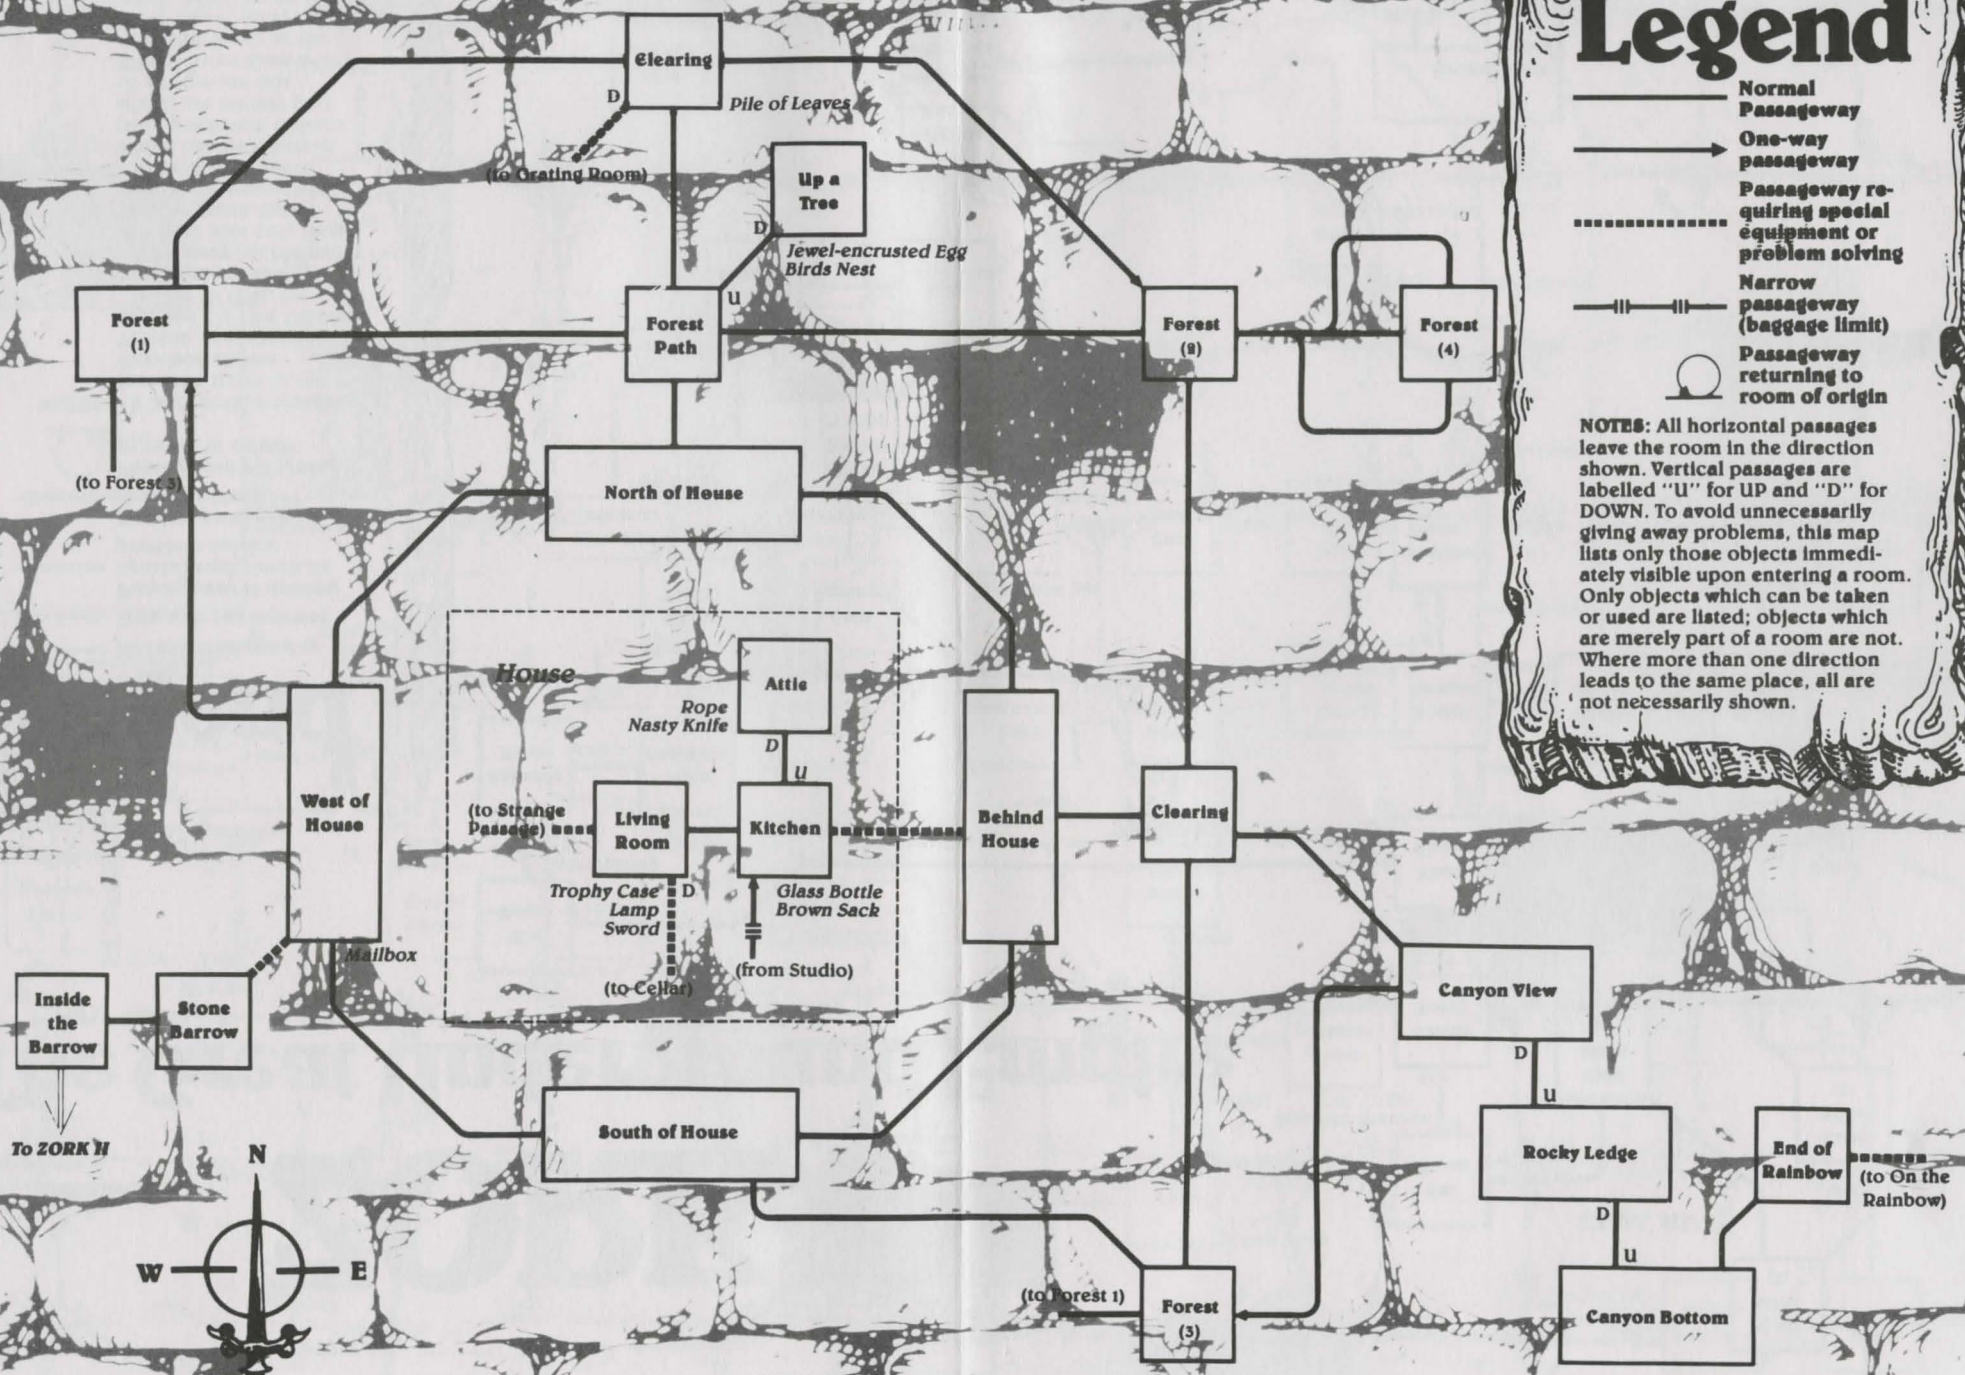 Legend
Normal
Passageway
One-way
passageway
Passageway re-
quiring special
equipment or
problem solving
Narrow
passageway
(baggage limit)
Passageway
returning to
room of origin
NOTES: All horizontal passages
leave the room in the direction
shown. Vertical passages are
labelled "U" for UP and "D" for
DOWN. To avoid unnecessarily
giving away problems, this map
lists only those objects immedi-
ately visible upon entering a room.
Only objects which can be taken
or used are listed; objects which
are merely part of a room are not.
Where more than one direction
leads to the same place, all are
not necessarily shown.
Clearing
D
Pile of Leaves
(to Grating Room)
Up a
Tree
D
Jewel-encrusted Egg
Birds Nest
U
Forest
(1)
Forest
Path
Forest
(2)
Forest
(4)
(to Forest 3)
North of House
House
Attic
Rope
Nasty Knife
D
U
(to Strange
Passage)
Living
Room
Kitchen
Trophy Case
Lamp
Sword
D
Glass Bottle
Brown Sack
(from Studio)
(to Cellar)
West of
House
Mailbox
Behind
House
Clearing
Inside
the
Barrow
Stone
Barrow
To ZORK II
Canyon View
D
U
South of House
Rocky Ledge
End of
Rainbow
(to On the
Rainbow)
D
U
N
W
E
(to Forest 1)
Forest
(3)
Canyon Bottom